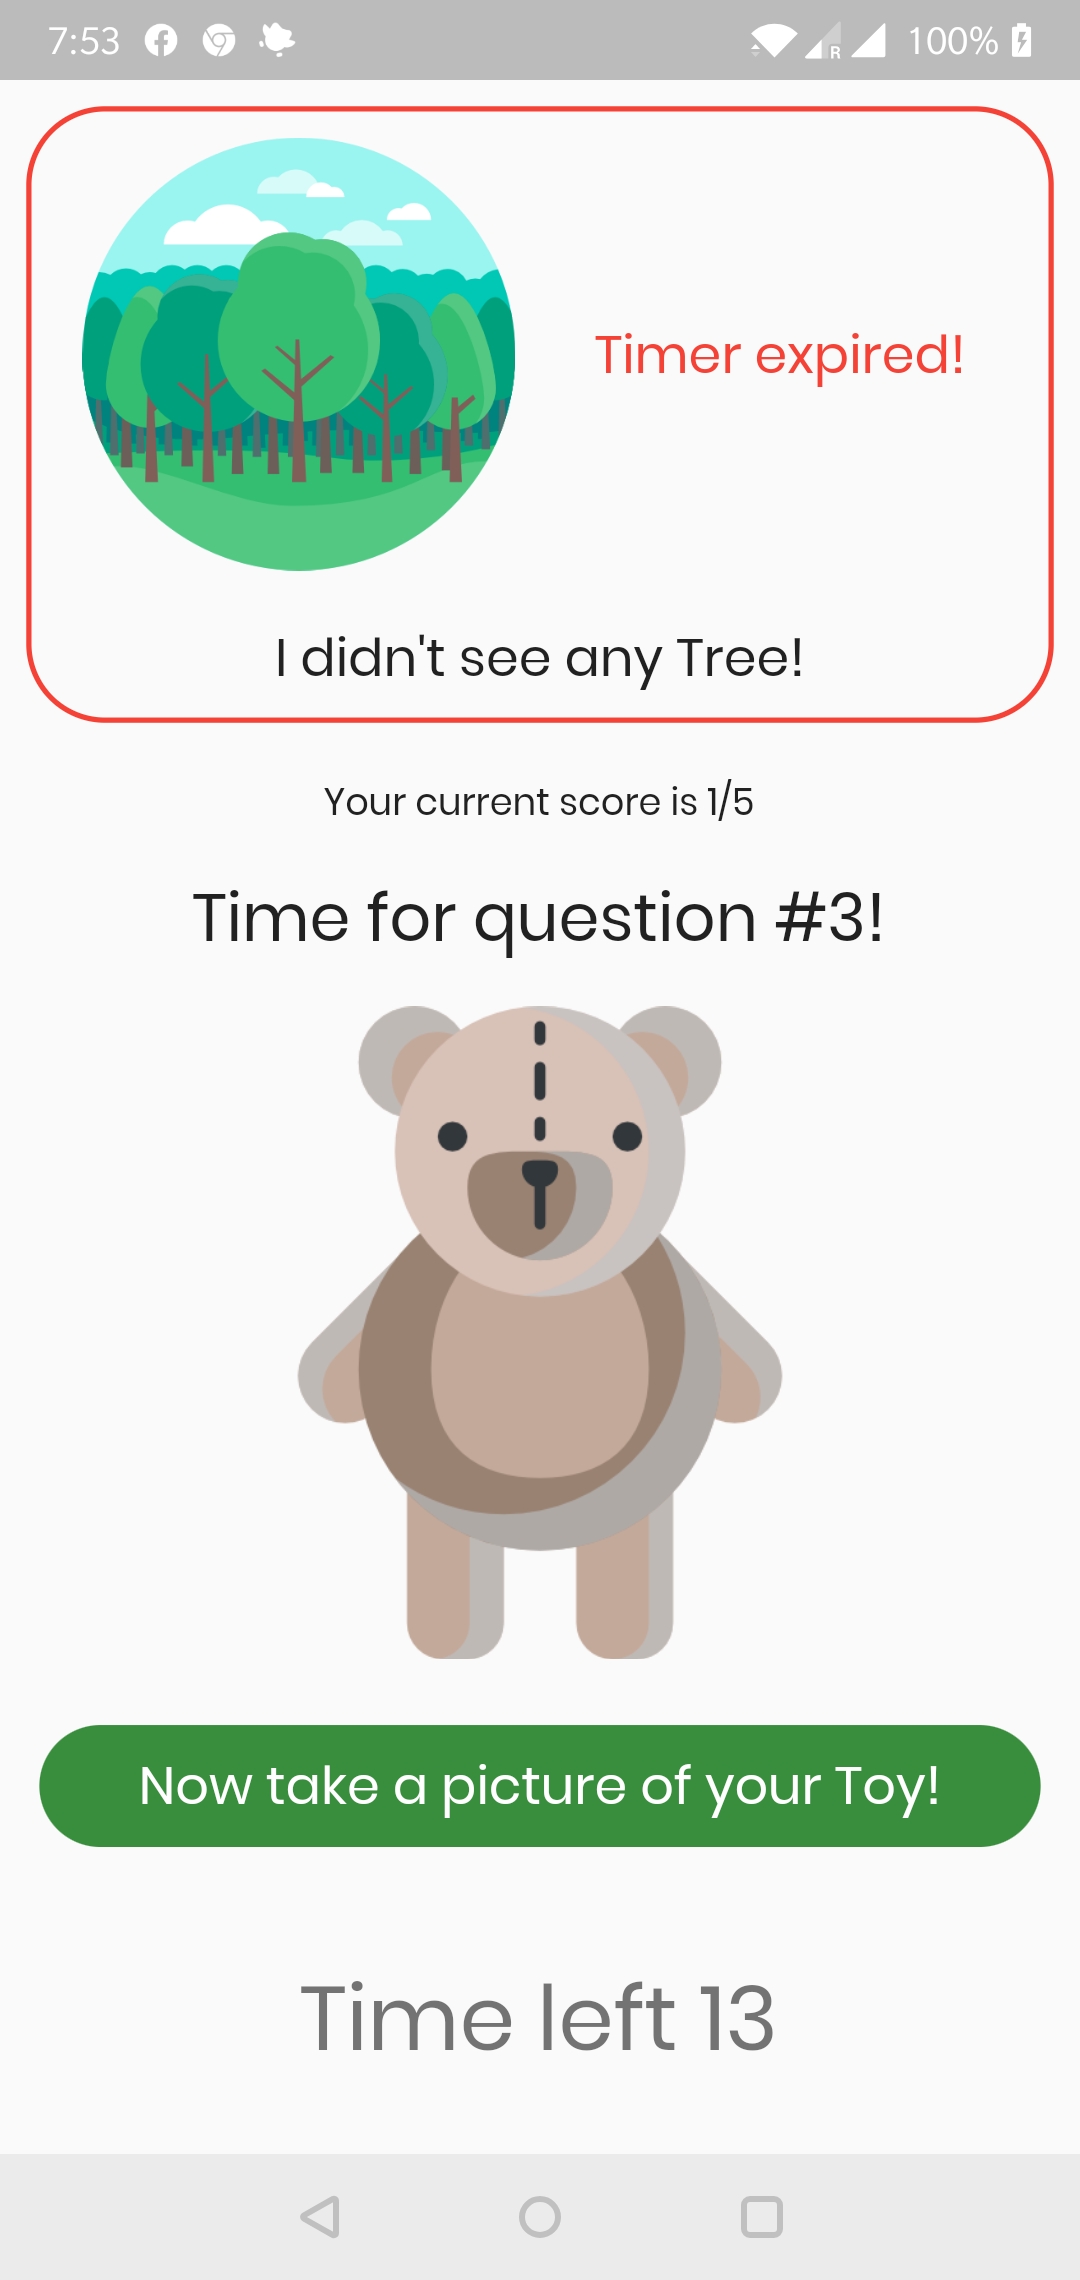 7:53 100%
Timer expired!
I didn't see any Tree!
Your current score is 1/5
Time for question #3!
Now take a picture of your Toy!
Time left 13